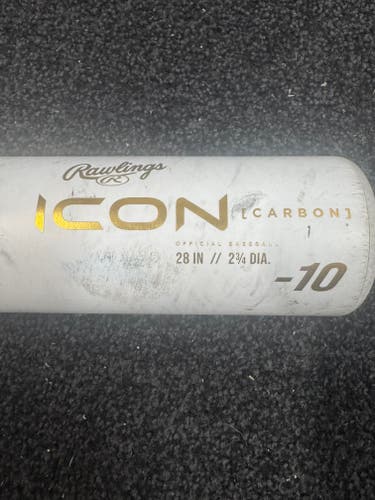 Rawlings
R
ICON [CARBON]
OFFICIAL BASEBALL
28 IN // 2¾ DIA.
-10